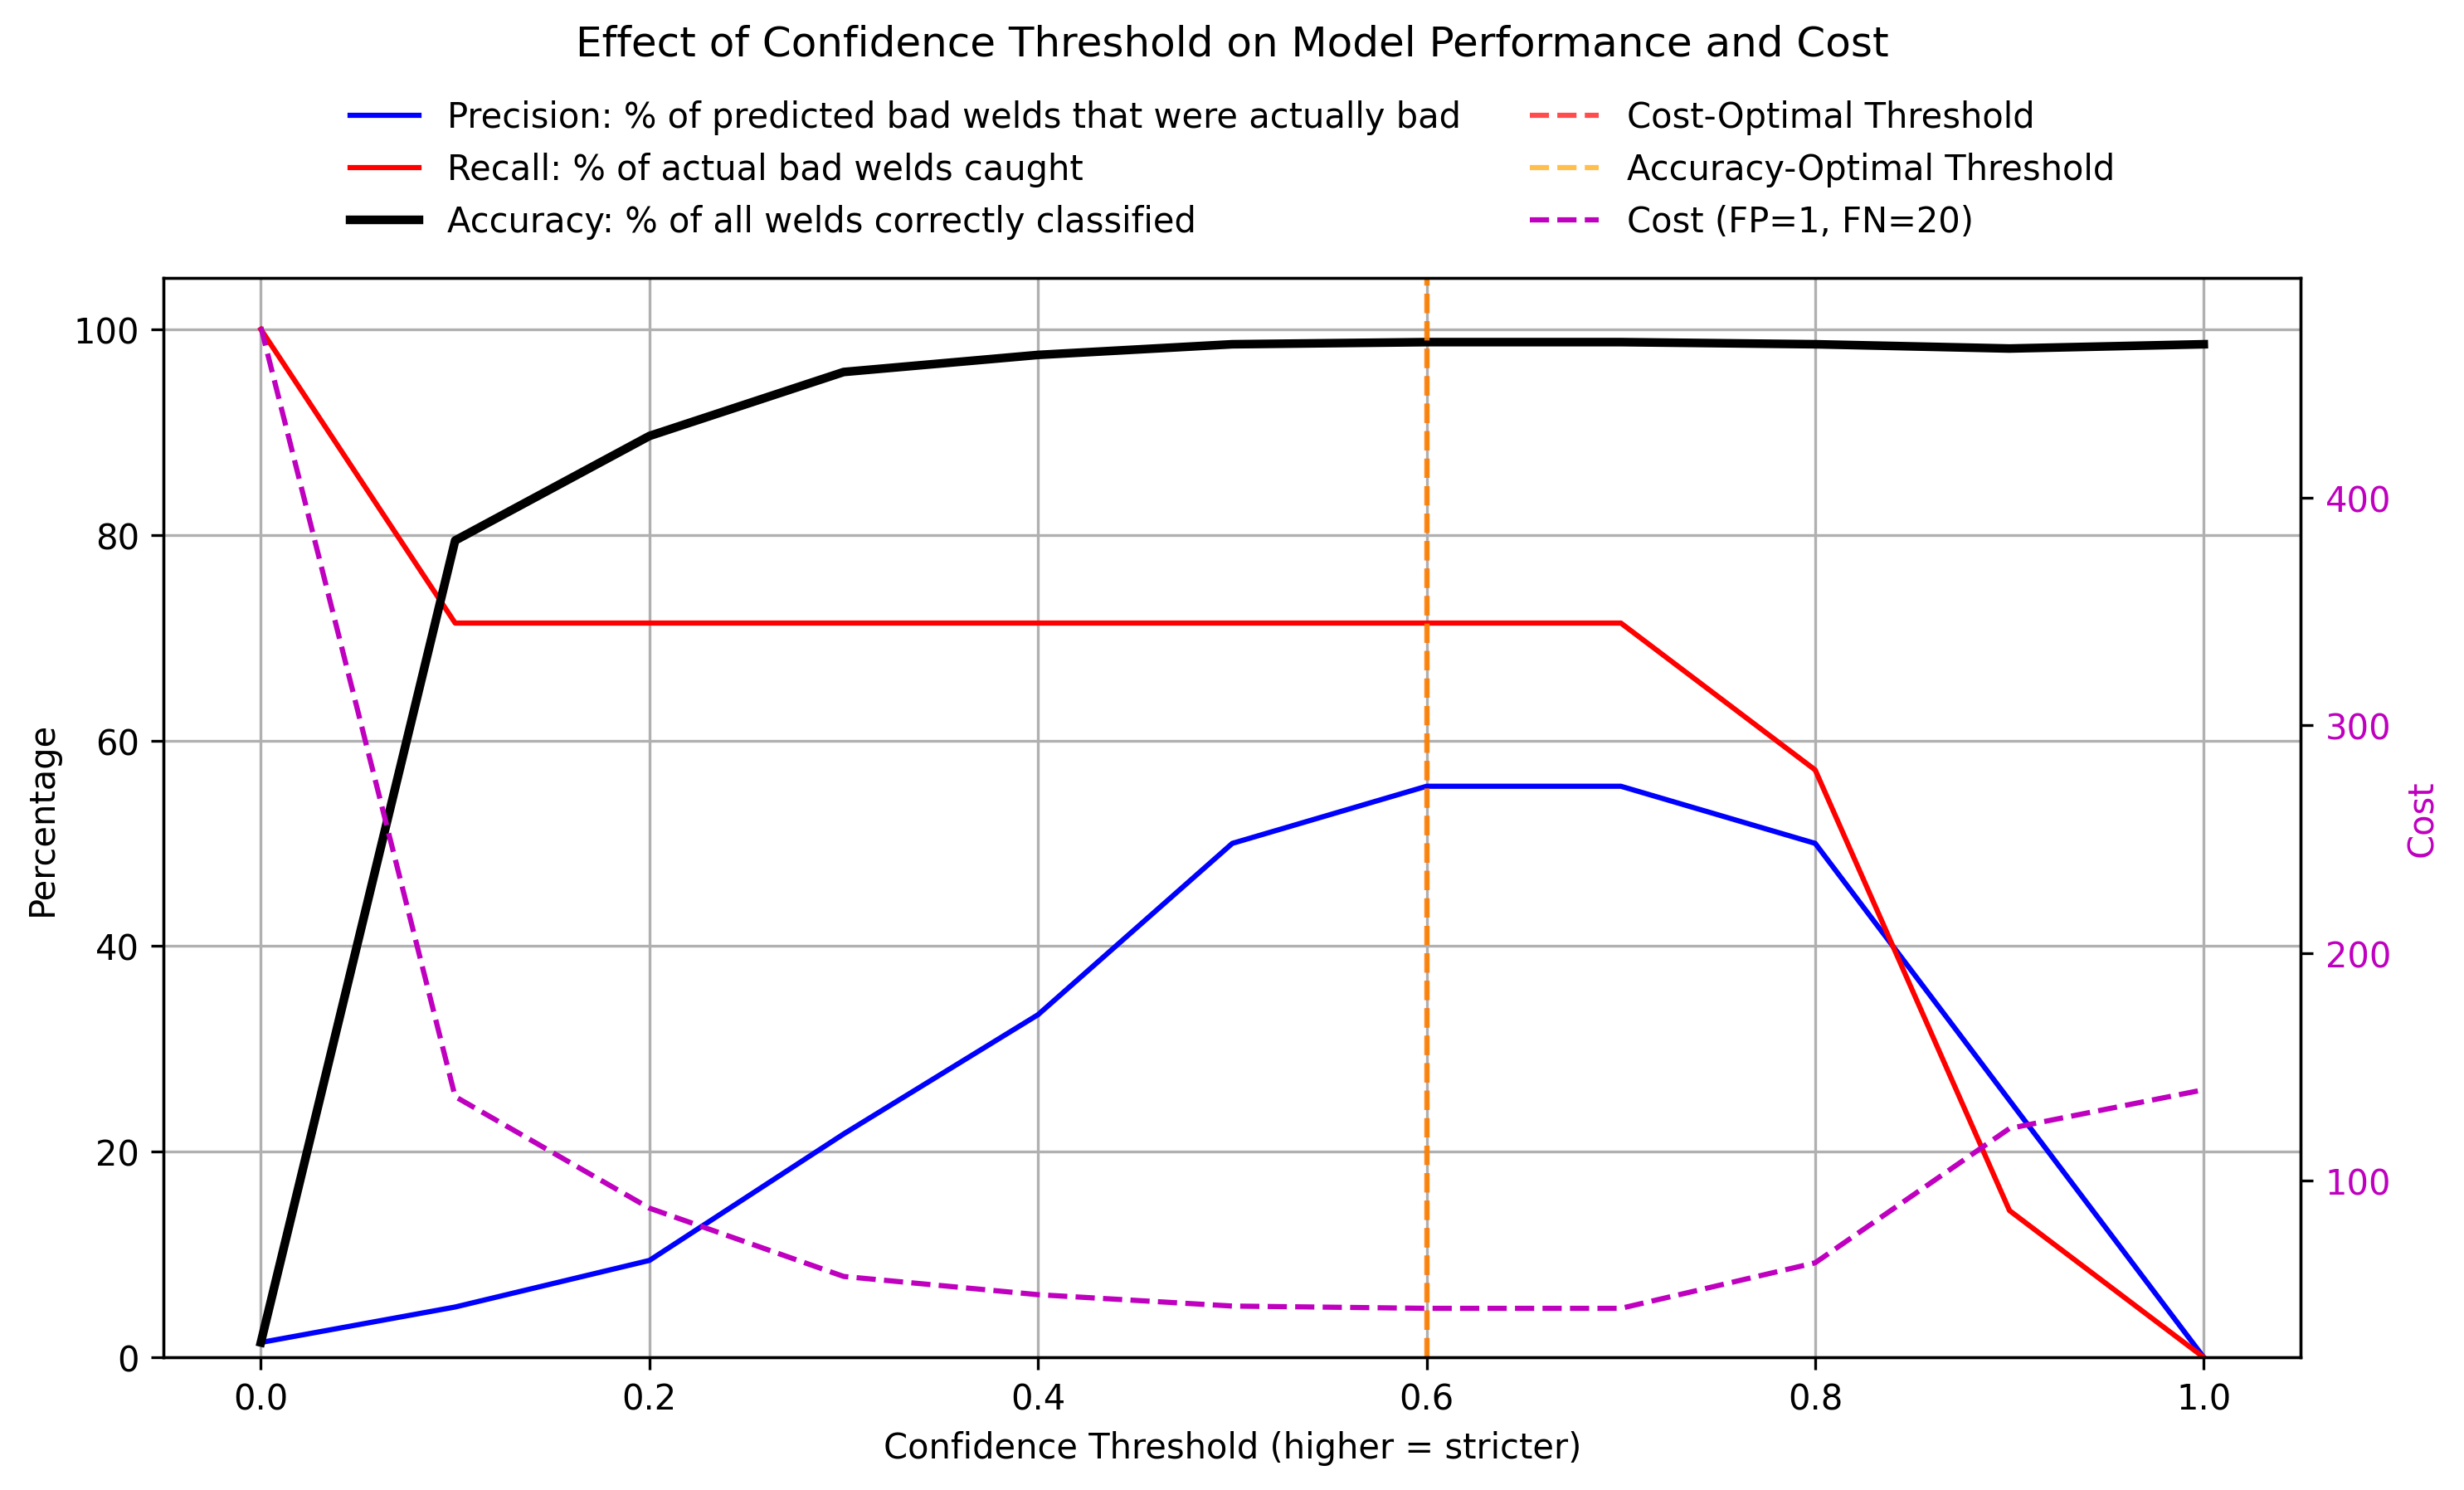 Effect of Confidence Threshold on Model Performance and Cost
Precision: % of predicted bad welds that were actually bad
Recall: % of actual bad welds caught
Accuracy: % of all welds correctly classified
Cost-Optimal Threshold
Accuracy-Optimal Threshold
Cost (FP=1, FN=20)
Percentage
100
80
60
40
20
0
400
300
200
100
Cost
0.0
0.2
0.4
0.6
0.8
1.0
Confidence Threshold (higher = stricter)